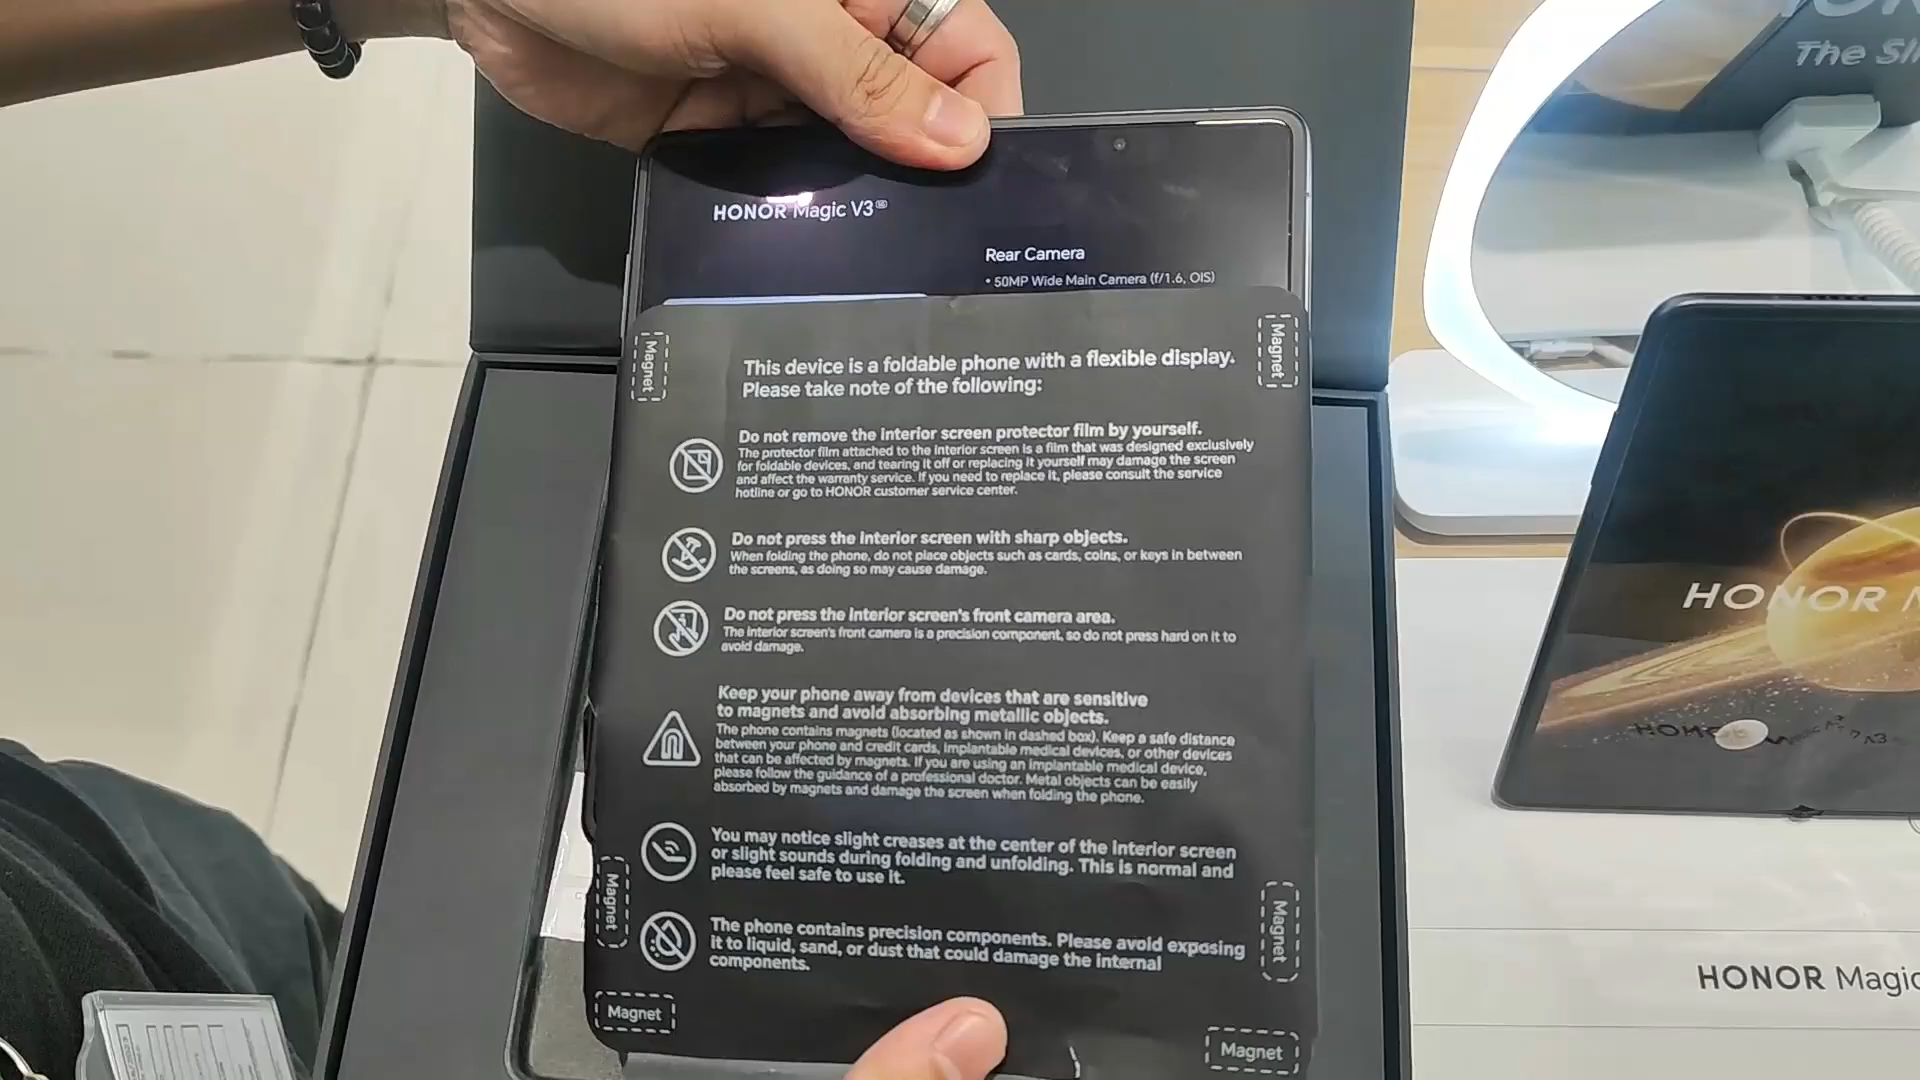 HONOR Magic V3 5G
Rear Camera
• 50MP Wide Main Camera (f/1.6, OIS)
Magnet
Magnet
This device is a foldable phone with a flexible display.
Please take note of the following:
Do not remove the interior screen protector film by yourself.
The protector film attached to the interior screen is a film that was designed exclusively
for foldable devices, and tearing it off or replacing it yourself may damage the screen
and affect the warranty service. If you need to replace it, please consult the service
hotline or go to HONOR customer service center.
Do not press the interior screen with sharp objects.
When folding the phone, do not place objects such as cards, coins, or keys in between
the screens, as doing so may cause damage.
Do not press the interior screen's front camera area.
The interior screen's front camera is a precision component, so do not press hard on it to
avoid damage.
Keep your phone away from devices that are sensitive
to magnets and avoid absorbing metallic objects.
The phone contains magnets (located as shown in dashed box). Keep a safe distance
between your phone and credit cards, implantable medical devices, or other devices
that can be affected by magnets. If you are using an implantable medical device,
please follow the guidance of a professional doctor. Metal objects can be easily
absorbed by magnets and damage the screen when folding the phone.
You may notice slight creases at the center of the interior screen
or slight sounds during folding and unfolding. This is normal and
please feel safe to use it.
Magnet
Magnet
The phone contains precision components. Please avoid exposing
it to liquid, sand, or dust that could damage the internal
components.
Magnet
Magnet
The Sl
HONOR M
HONOR Magic